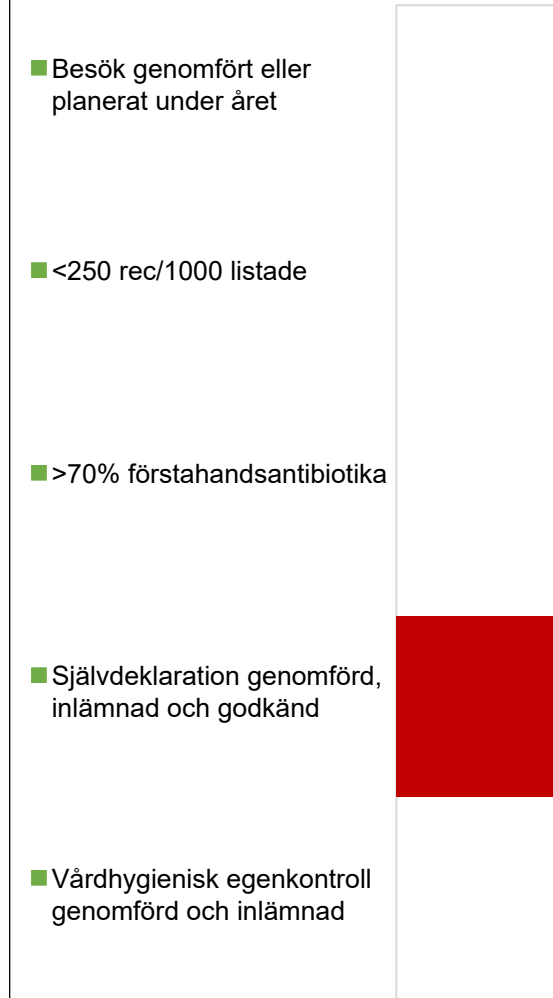 Besök genomfört eller
planerat under året
<250 rec/1000 listade
>70% förstahandsantibiotika
Självdeklaration genomförd,
inlämnad och godkänd
Vårdhygienisk egenkontroll
genomförd och inlämnad